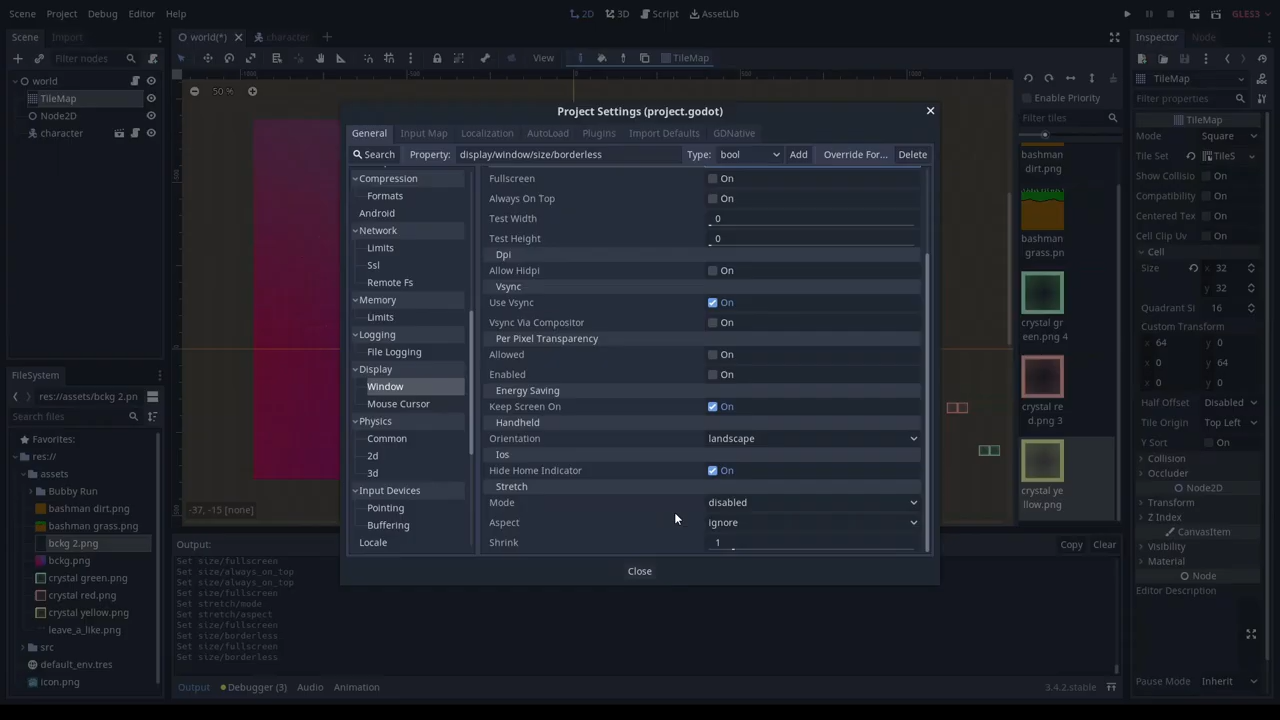 Scene Project Debug Editor Help
2D 3D Script AssetLib
GLES3
Scene Import
world(*) character
Inspector Node
Filter nodes
View
TileMap
world
TileMap
Node2D
character
50 %
-500
500
1000
TileMap
Enable Priority
Filter tiles
Filter properties
Project Settings (project.godot)
General Input Map Localization AutoLoad Plugins Import Defaults GDNative
Search Property: display/window/size/borderless Type: bool Add Override For... Delete
Compression
Formats
Android
Network
Limits
Ssl
Remote Fs
Memory
Limits
Logging
File Logging
Display
Window
Mouse Cursor
Physics
Common
2d
3d
Input Devices
Pointing
Buffering
Locale
Fullscreen On
Always On Top On
Test Width 0
Test Height 0
Dpi
Allow Hidpi On
Vsync
Use Vsync On
Vsync Via Compositor On
Per Pixel Transparency
Allowed On
Enabled On
Energy Saving
Keep Screen On On
Handheld
Orientation landscape
Ios
Hide Home Indicator On
Stretch
Mode disabled
Aspect ignore
Shrink 1
Close
bashman
dirt.png
bashman
grass.pn
crystal gr
een.png 4
crystal re
d.png 3
crystal ye
llow.png
TileMap
Mode Square
Tile Set TileS
Show Collisio On
Compatibility On
Centered Tex On
Cell Clip Uv On
Cell
Size x 32
y 32
Quadrant Si 16
Custom Transform
x 64 y 0
x 0 y 64
x 0 y 0
Half Offset Disabled
Tile Origin Top Left
Y Sort On
Collision
Occluder
Node2D
Transform
Z Index
CanvasItem
Visibility
Material
Node
Editor Description
Pause Mode Inherit
FileSystem
res://assets/bckg 2.pn
Search files
Favorites:
res://
assets
Bubby Run
bashman dirt.png
bashman grass.png
bckg 2.png
bckg.png
crystal green.png
crystal red.png
crystal yellow.png
leave_a_like.png
src
default_env.tres
icon.png
-37, -15 [none]
Output: Copy Clear
Set size/fullscreen
Set size/always_on_top
Set size/always_on_top
Set size/fullscreen
Set stretch/mode
Set stretch/aspect
Set size/fullscreen
Set size/borderless
Set size/fullscreen
Set size/borderless
Output Debugger (3) Audio Animation 3.4.2.stable